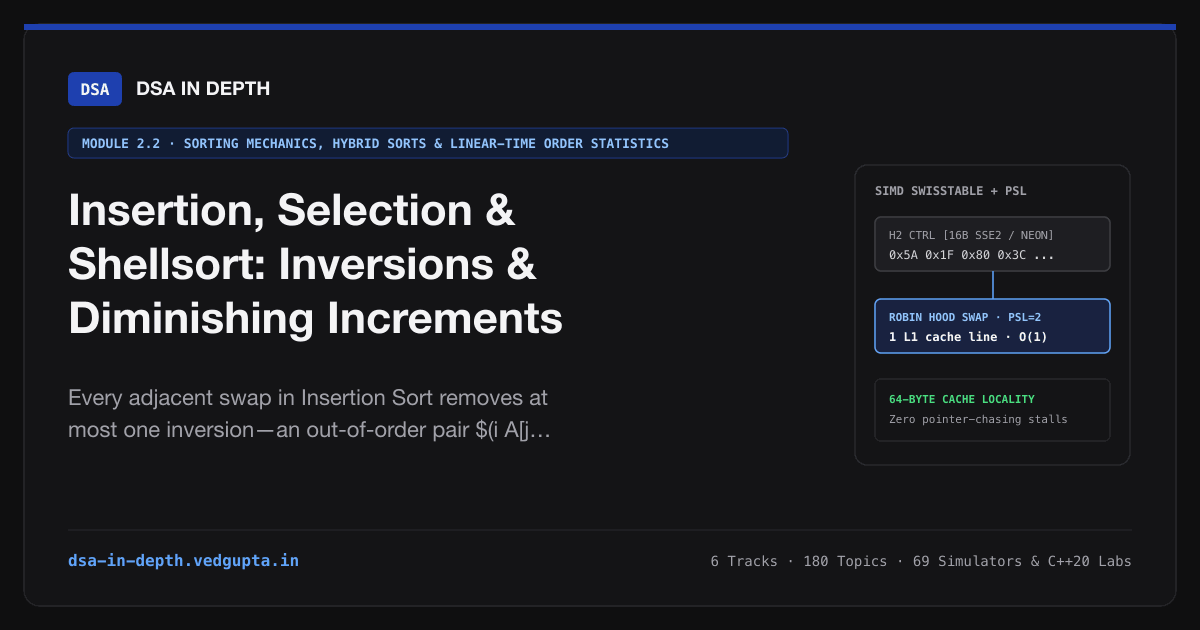 DSA
DSA IN DEPTH
MODULE 2.2 · SORTING MECHANICS, HYBRID SORTS & LINEAR-TIME ORDER STATISTICS
Insertion, Selection &
Shellsort: Inversions &
Diminishing Increments
Every adjacent swap in Insertion Sort removes at
most one inversion—an out-of-order pair $(i A[j...
SIMD SWISSTABLE + PSL
H2 CTRL [16B SSE2 / NEON]
0x5A 0x1F 0x80 0x3C ...
ROBIN HOOD SWAP · PSL=2
1 L1 cache line · O(1)
64-BYTE CACHE LOCALITY
Zero pointer-chasing stalls
dsa-in-depth.vedgupta.in
6 Tracks · 180 Topics · 69 Simulators & C++20 Labs